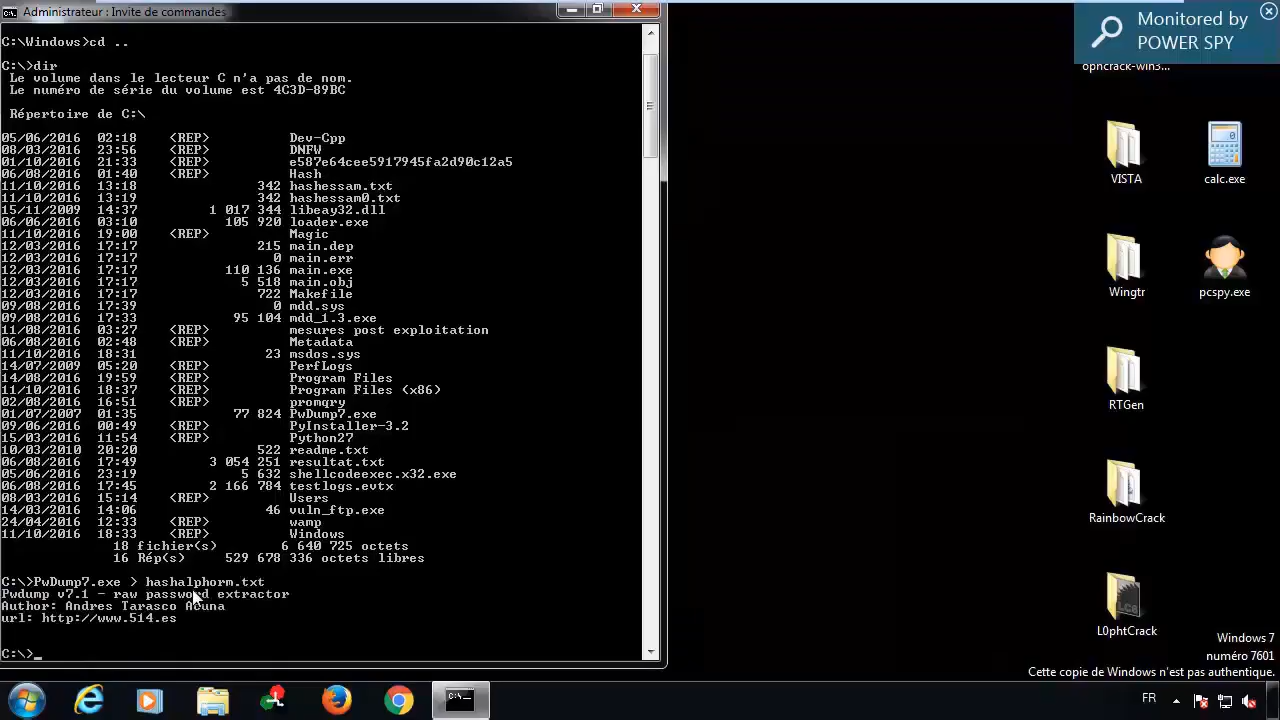 Administrateur : Invite de commandes
C:\Windows>cd ..
C:\>dir
Le volume dans le lecteur C n'a pas de nom.
Le numéro de série du volume est 4C3D-89BC
Répertoire de C:\
05/06/2016 02:18 <REP> Dev-Cpp
08/03/2016 23:56 <REP> DNFW
01/10/2016 21:33 <REP> e587e64cee5917945fa2d90c12a5
06/08/2016 01:40 <REP> Hash
11/10/2016 13:18 342 hashessam.txt
11/10/2016 13:19 342 hashessam0.txt
15/11/2009 14:37 1 017 344 libeay32.dll
06/06/2016 03:10 105 920 loader.exe
11/10/2016 19:00 <REP> Magic
12/03/2016 17:17 215 main.dep
12/03/2016 17:17 0 main.err
12/03/2016 17:17 110 136 main.exe
12/03/2016 17:17 5 518 main.obj
12/03/2016 17:17 722 Makefile
09/08/2016 17:39 0 mdd.sys
09/08/2016 17:33 95 104 mdd_1.3.exe
11/08/2016 03:27 <REP> mesures post exploitation
06/08/2016 02:48 <REP> Metadata
11/10/2016 18:31 23 msdos.sys
14/07/2009 05:20 <REP> PerfLogs
14/08/2016 19:59 <REP> Program Files
11/10/2016 18:37 <REP> Program Files (x86)
02/08/2016 16:51 <REP> promqry
01/07/2007 01:35 77 824 PwDump7.exe
09/06/2016 00:49 <REP> PyInstaller-3.2
15/03/2016 11:54 <REP> Python27
10/03/2010 20:20 522 readme.txt
06/08/2016 17:49 3 054 251 resultat.txt
05/06/2016 23:19 5 632 shellcodeexec.x32.exe
06/08/2016 17:45 2 166 784 testlogs.evtx
08/03/2016 15:14 <REP> Users
14/03/2016 14:06 46 vuln_ftp.exe
24/04/2016 12:33 <REP> wamp
11/10/2016 18:33 <REP> Windows
18 fichier(s) 6 640 725 octets
16 Rép(s) 529 678 336 octets libres
C:\>PwDump7.exe > hashalphorm.txt
Pwdump v7.1 - raw password extractor
Author: Andres Tarasco Acuna
url: http://www.514.es
C:\>_
Monitored by
POWER SPY
ophcrack-win3...
VISTA
calc.exe
Wingtr
pcspy.exe
RTGen
RainbowCrack
LC6
L0phtCrack
Windows 7
numéro 7601
Cette copie de Windows n'est pas authentique.
FR